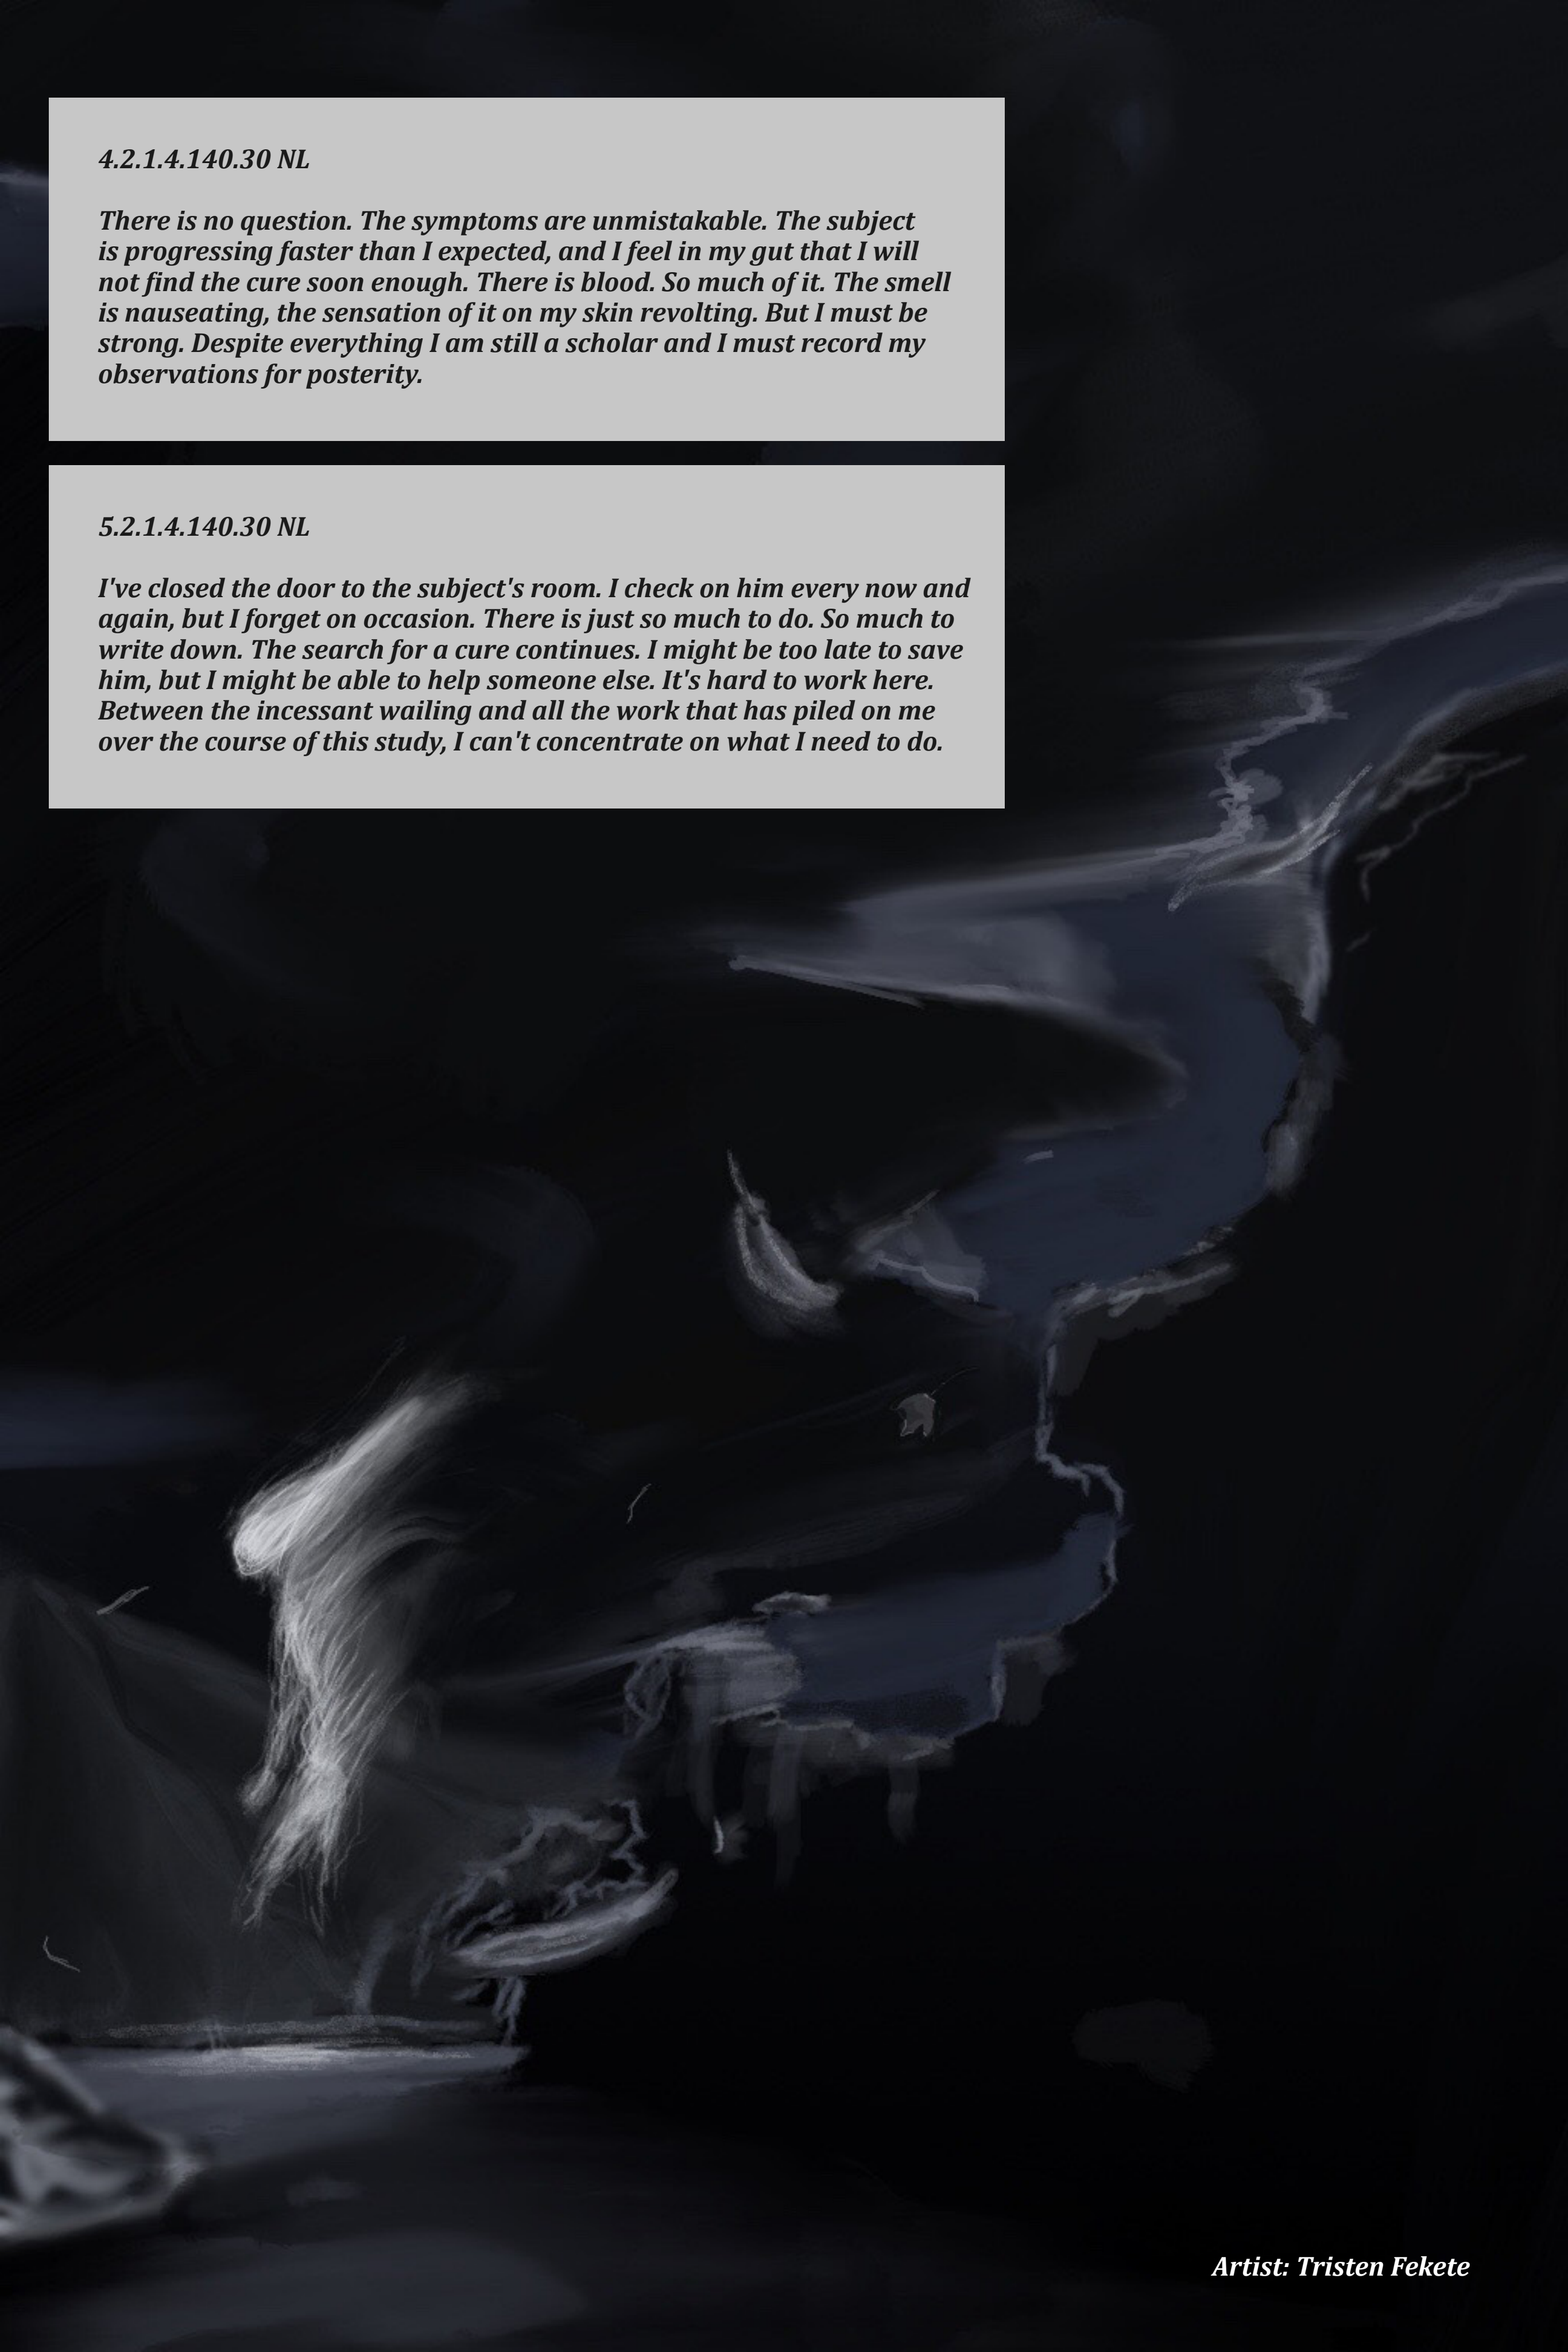 4.2.1.4.140.30 NL
There is no question. The symptoms are unmistakable. The subject
is progressing faster than I expected, and I feel in my gut that I will
not find the cure soon enough. There is blood. So much of it. The smell
is nauseating, the sensation of it on my skin revolting. But I must be
strong. Despite everything I am still a scholar and I must record my
observations for posterity.
5.2.1.4.140.30 NL
I've closed the door to the subject's room. I check on him every now and
again, but I forget on occasion. There is just so much to do. So much to
write down. The search for a cure continues. I might be too late to save
him, but I might be able to help someone else. It's hard to work here.
Between the incessant wailing and all the work that has piled on me
over the course of this study, I can't concentrate on what I need to do.
Artist: Tristen Fekete